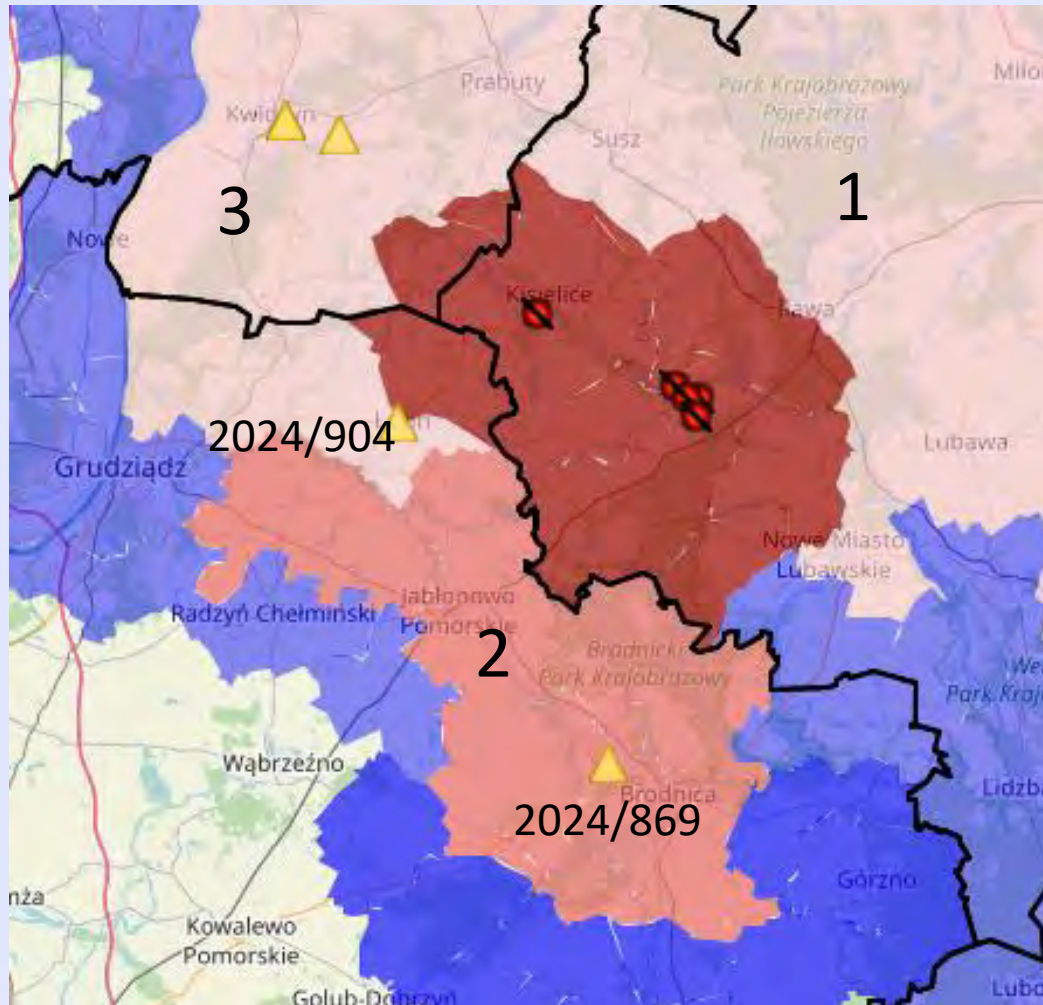 Prabuty
Park Krajobrazowy
Pojezierza
Iławskiego
Kwidzyn
Susz
3
1
Nowe
Kisielice
Iława
2024/904
Lubawa
Grudziądz
Nowe Miasto
Lubawskie
Jabłonowo
Pomorskie
Radzyń Chełmiński
2
Brodnicki
Park Krajobrazowy
Wąbrzeźno
Brodnica
2024/869
Górzno
Kowalewo
Pomorskie
Golub-Dobrzyń